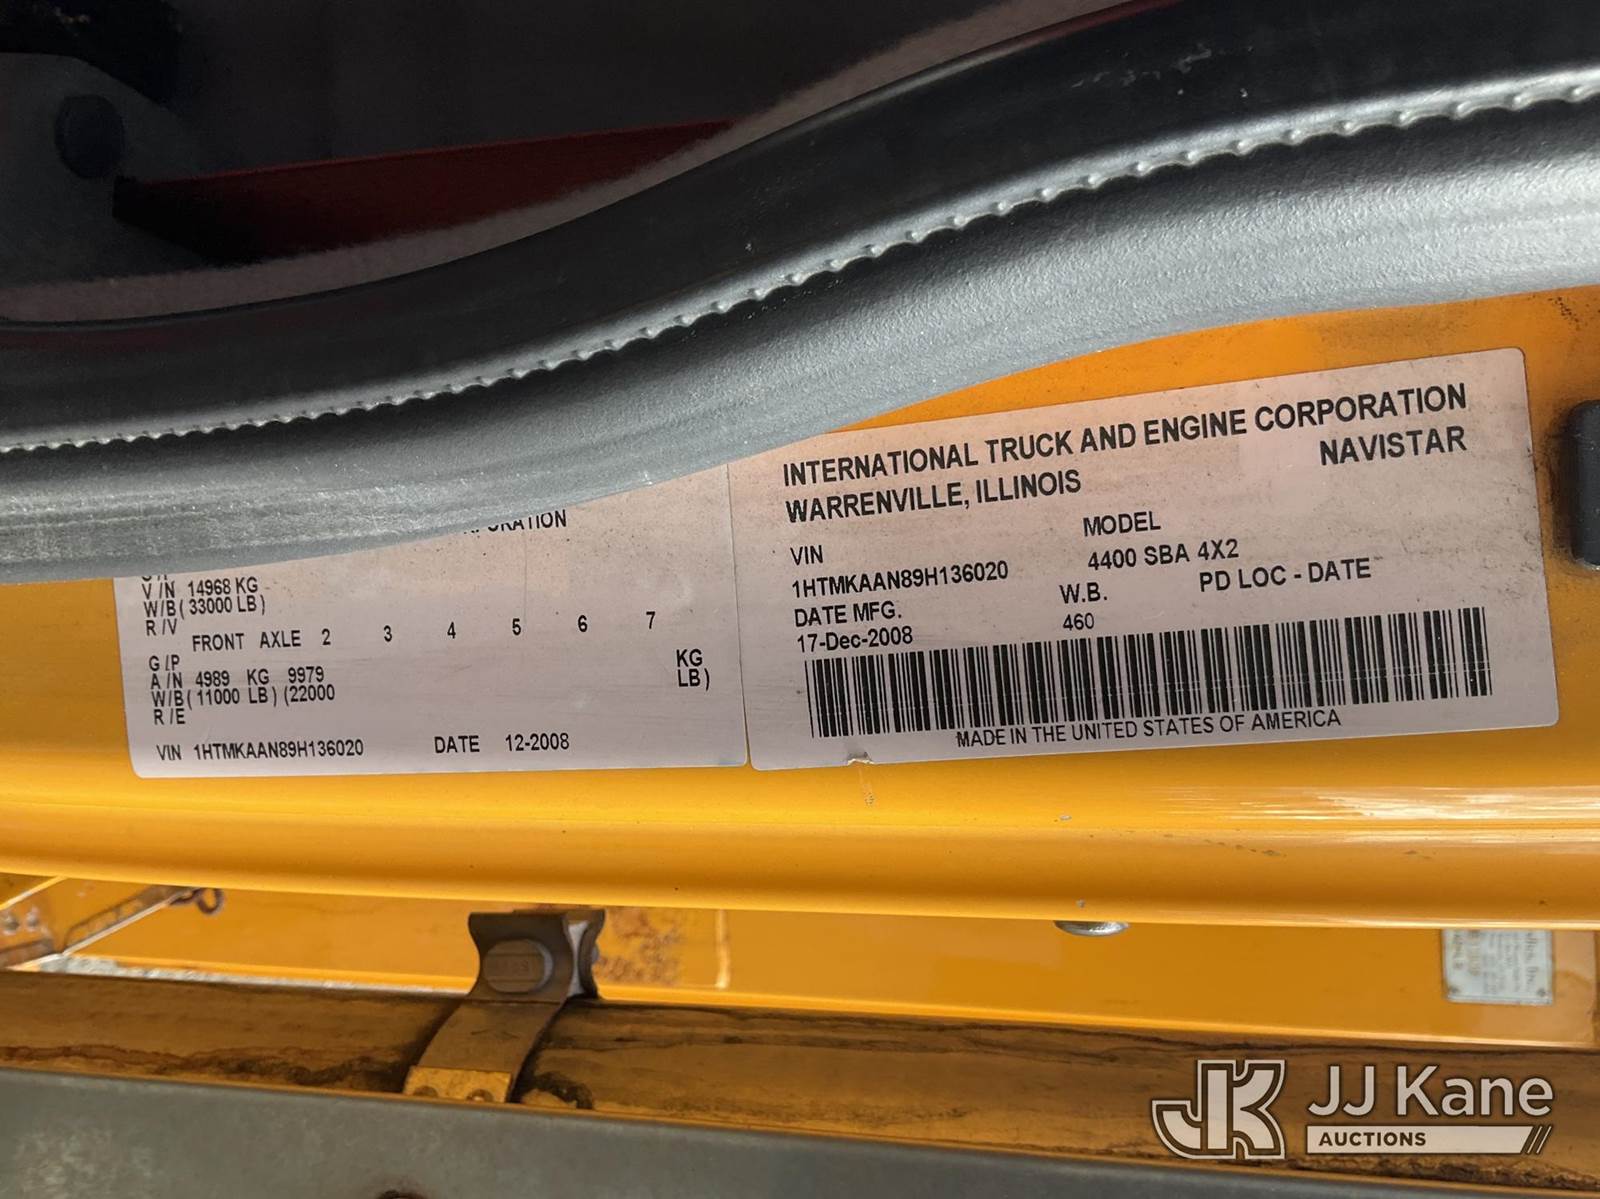 V/N 14968 KG
W/B( 33000 LB)
R/V
FRONT AXLE 2 3 4 5 6 7
G/P
A/N 4989 KG 9979 KG
W/B( 11000 LB) (22000 LB)
R/E
VIN 1HTMKAAN89H136020 DATE 12-2008
INTERNATIONAL TRUCK AND ENGINE CORPORATION
WARRENVILLE, ILLINOIS NAVISTAR
VIN MODEL
1HTMKAAN89H136020 4400 SBA 4X2
DATE MFG. W.B. PD LOC - DATE
17-Dec-2008 460
MADE IN THE UNITED STATES OF AMERICA
JK JJ Kane
AUCTIONS